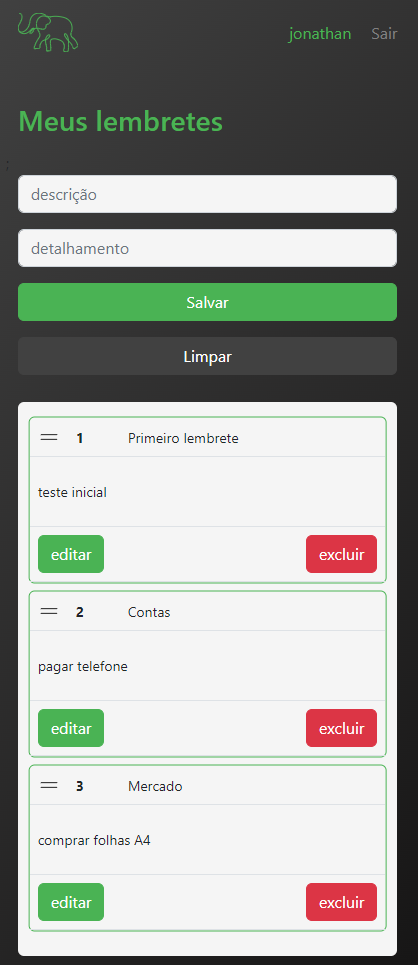 jonathan Sair
Meus lembretes
;
descrição
detalhamento
Salvar
Limpar
1 Primeiro lembrete
teste inicial
editar excluir
2 Contas
pagar telefone
editar excluir
3 Mercado
comprar folhas A4
editar excluir